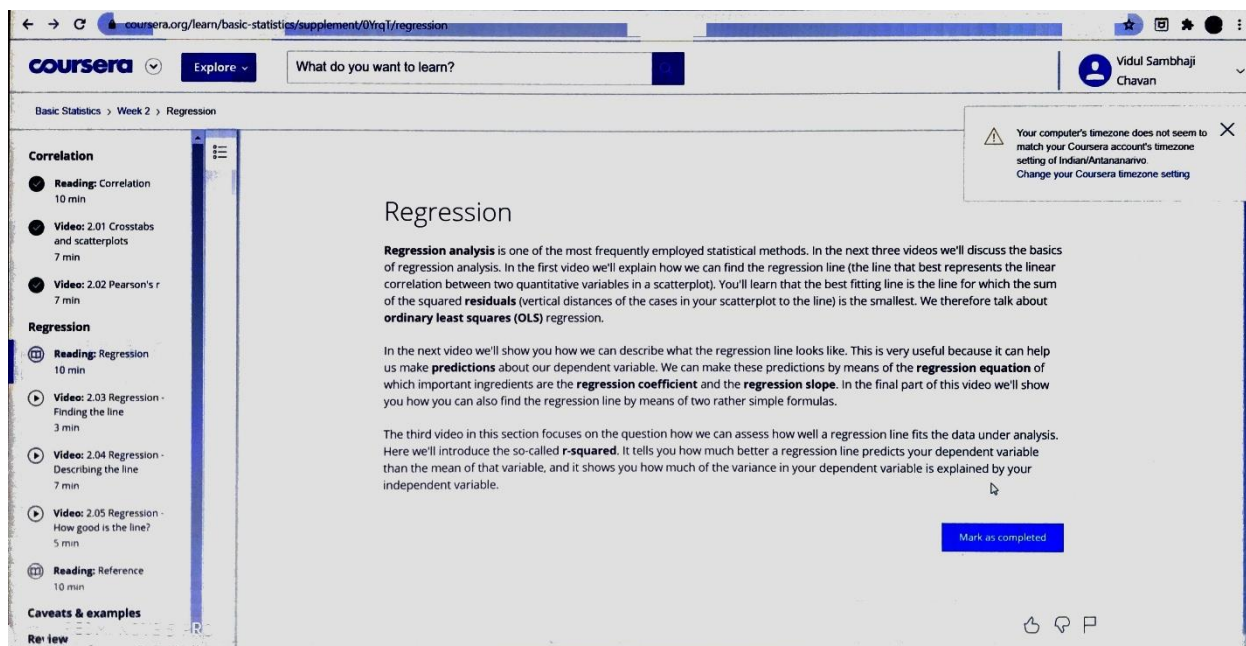 coursera.org/learn/basic-statistics/supplement/0YrqT/regression
coursera
Explore
What do you want to learn?
Vidul Sambhaji
Chavan
Basic Statistics > Week 2 > Regression
Your computer's timezone does not seem to
match your Coursera account's timezone
setting of Indian/Antananarivo.
Change your Coursera timezone setting
Correlation
Reading: Correlation
10 min
Video: 2.01 Crosstabs
and scatterplots
7 min
Video: 2.02 Pearson's r
7 min
Regression
Reading: Regression
10 min
Video: 2.03 Regression -
Finding the line
3 min
Video: 2.04 Regression -
Describing the line
7 min
Video: 2.05 Regression -
How good is the line?
5 min
Reading: Reference
10 min
Caveats & examples
Review
Regression
Regression analysis is one of the most frequently employed statistical methods. In the next three videos we'll discuss the basics
of regression analysis. In the first video we'll explain how we can find the regression line (the line that best represents the linear
correlation between two quantitative variables in a scatterplot). You'll learn that the best fitting line is the line for which the sum
of the squared residuals (vertical distances of the cases in your scatterplot to the line) is the smallest. We therefore talk about
ordinary least squares (OLS) regression.
In the next video we'll show you how we can describe what the regression line looks like. This is very useful because it can help
us make predictions about our dependent variable. We can make these predictions by means of the regression equation of
which important ingredients are the regression coefficient and the regression slope. In the final part of this video we'll show
you how you can also find the regression line by means of two rather simple formulas.
The third video in this section focuses on the question how we can assess how well a regression line fits the data under analysis.
Here we'll introduce the so-called r-squared. It tells you how much better a regression line predicts your dependent variable
than the mean of that variable, and it shows you how much of the variance in your dependent variable is explained by your
independent variable.
Mark as completed